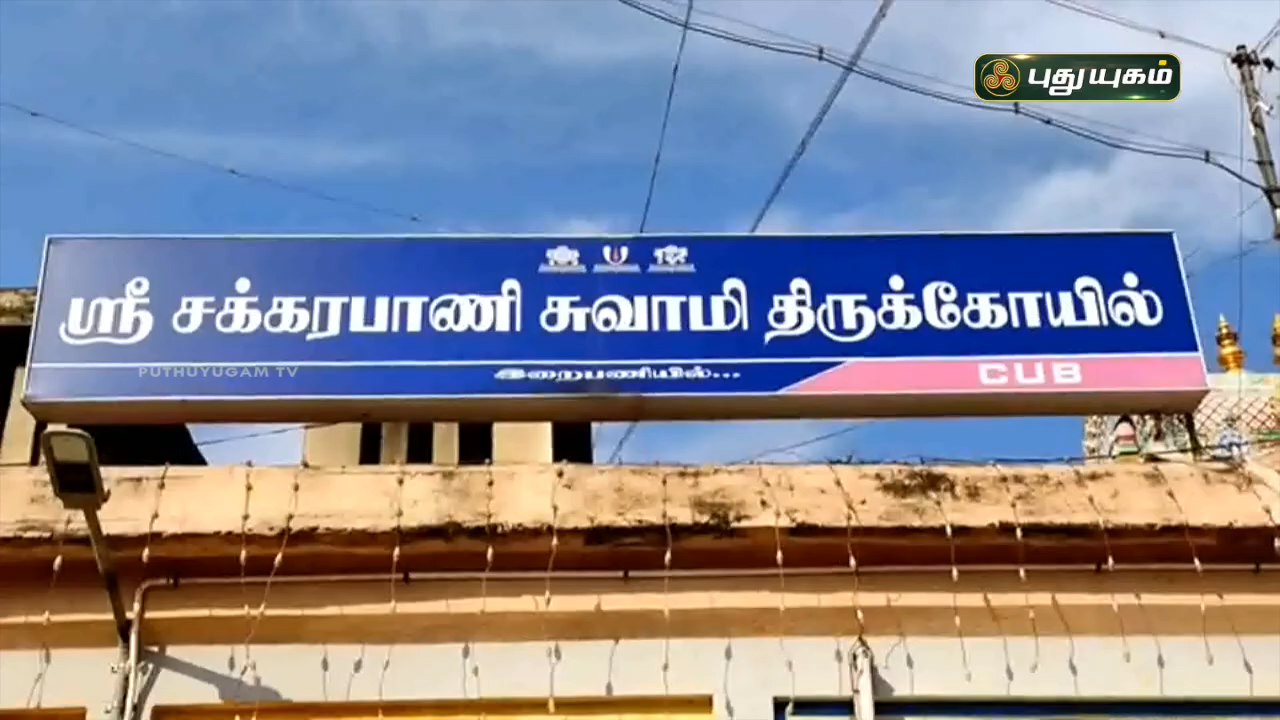 புதுயுகம்
ஸ்ரீ சக்கரபாணி சுவாமி திருக்கோயில்
PUTHUYUGAM TV
இறைபணியில்...
CUB